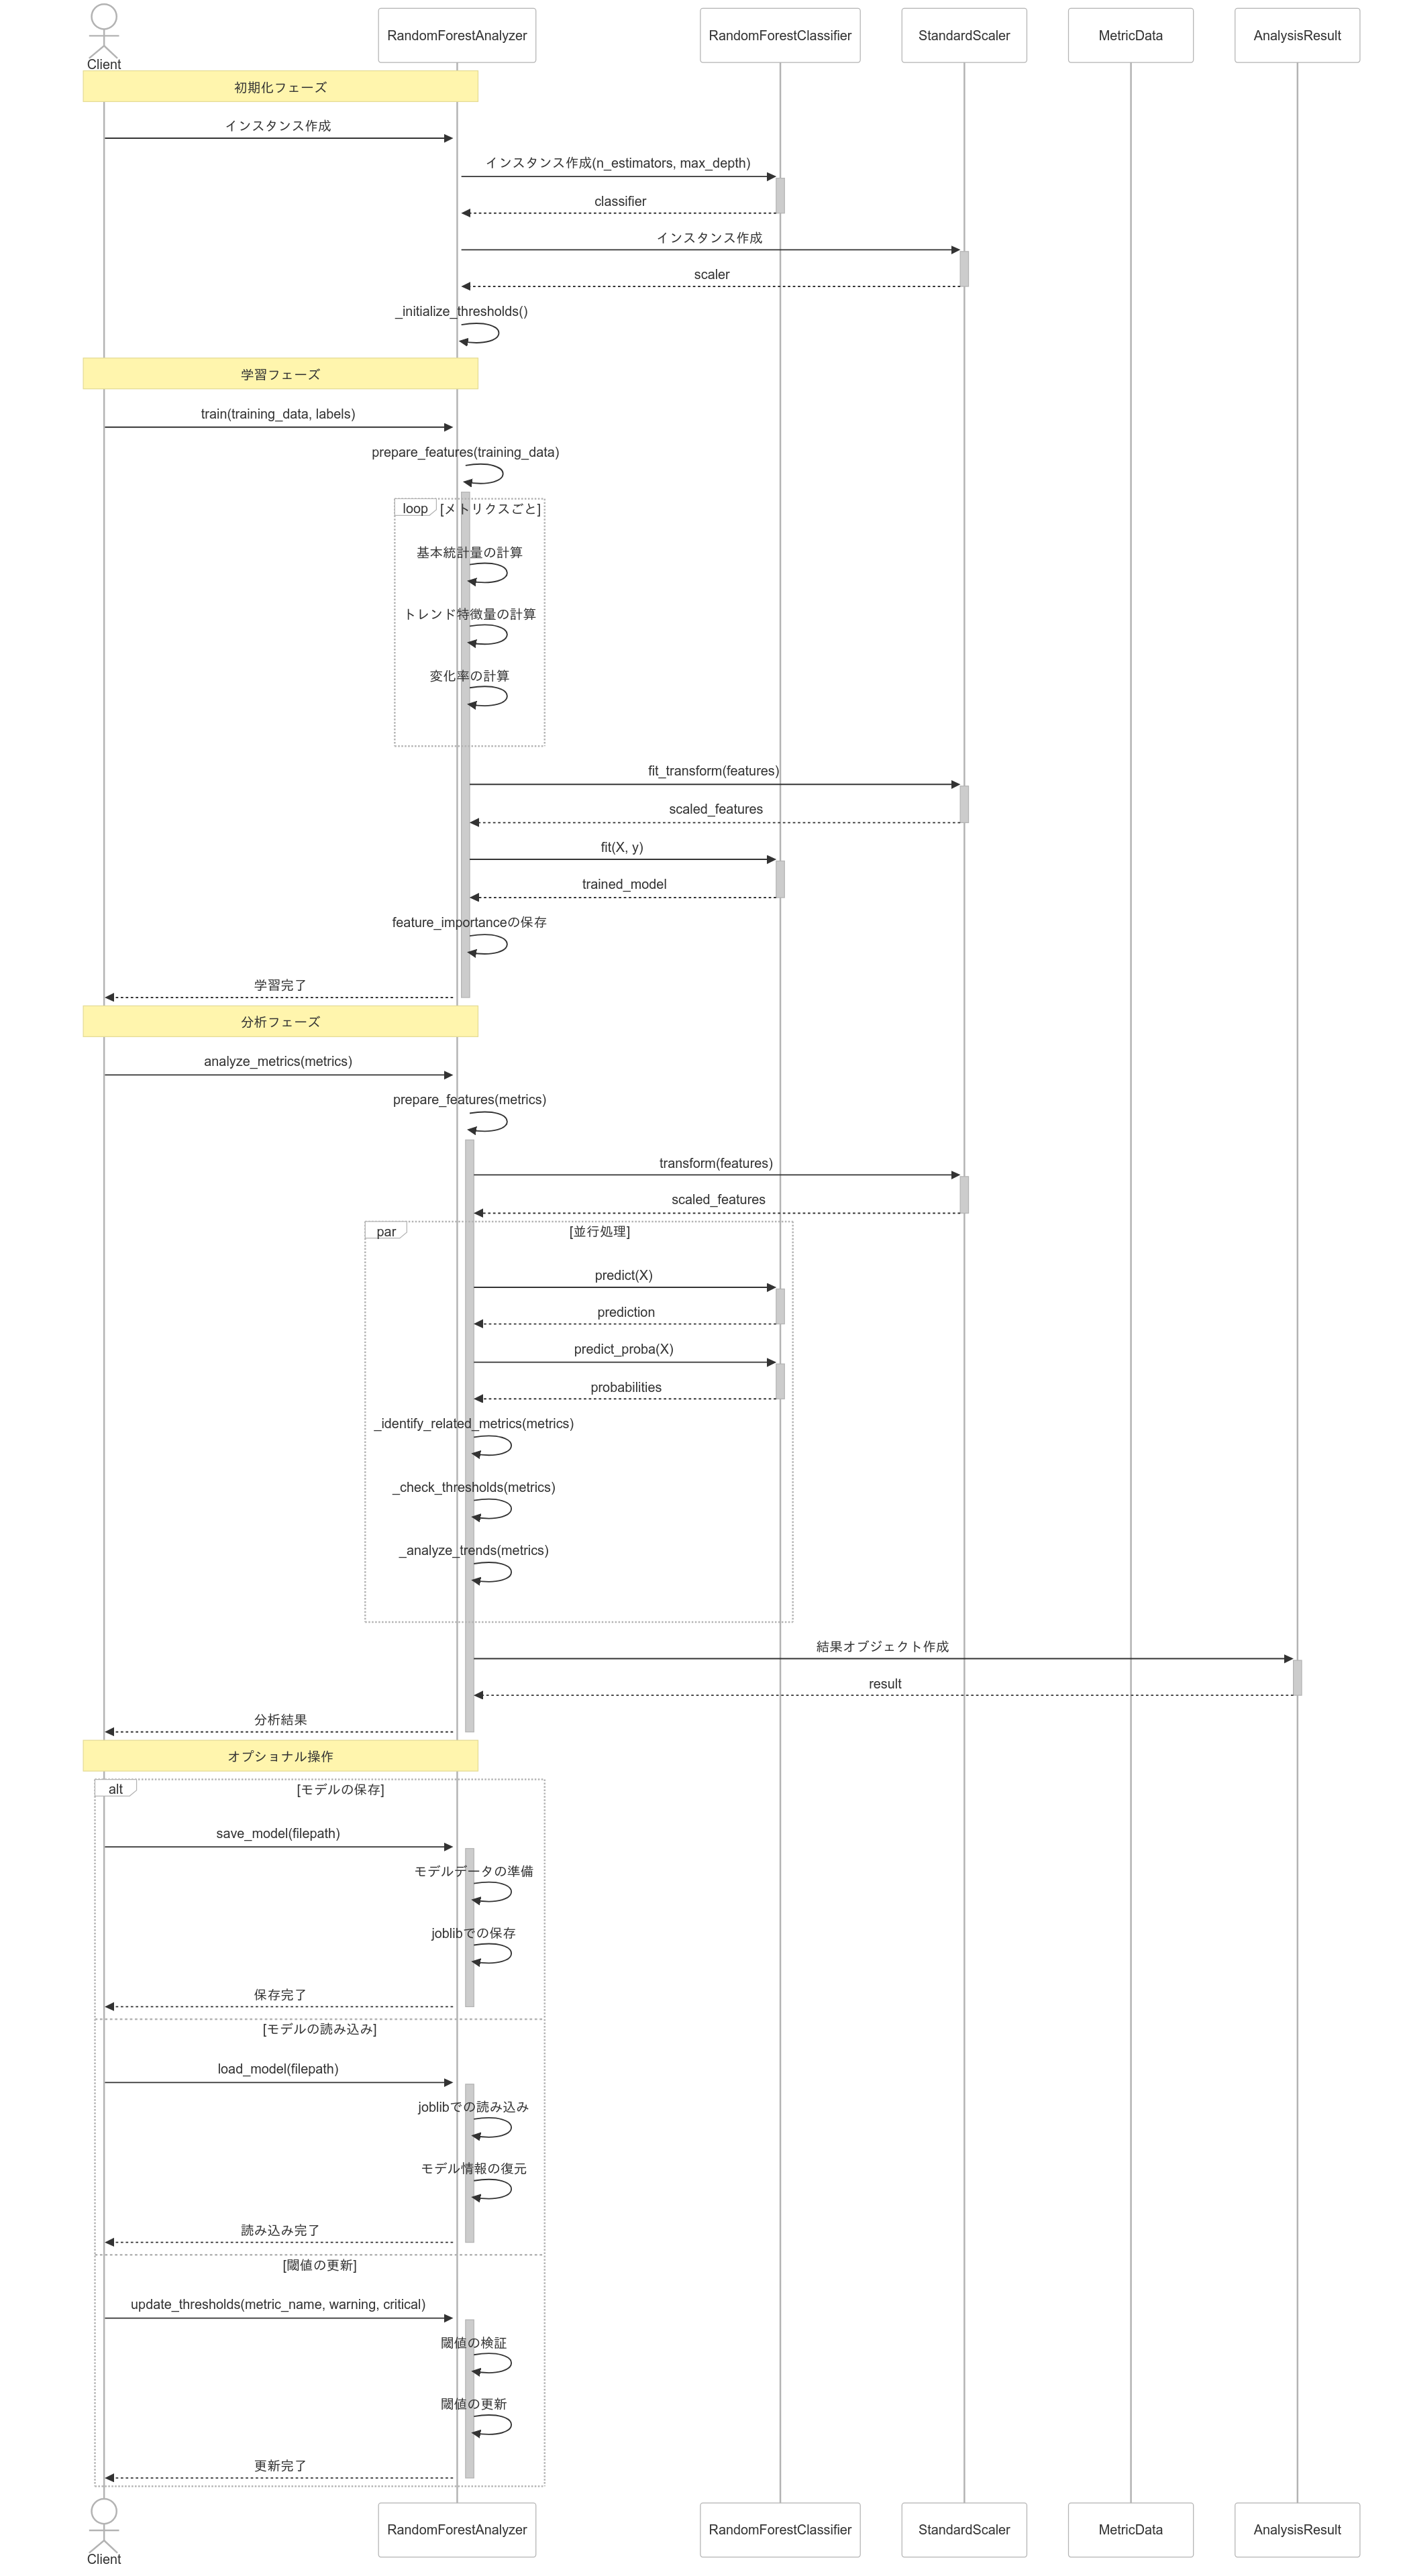 Client
RandomForestAnalyzer
RandomForestClassifier
StandardScaler
MetricData
AnalysisResult
初期化フェーズ
インスタンス作成
インスタンス作成(n_estimators, max_depth)
classifier
インスタンス作成
scaler
_initialize_thresholds()
学習フェーズ
train(training_data, labels)
prepare_features(training_data)
loop
[メトリクスごと]
基本統計量の計算
トレンド特徴量の計算
変化率の計算
fit_transform(features)
scaled_features
fit(X, y)
trained_model
feature_importanceの保存
学習完了
分析フェーズ
analyze_metrics(metrics)
prepare_features(metrics)
transform(features)
scaled_features
par
[並行処理]
predict(X)
prediction
predict_proba(X)
probabilities
_identify_related_metrics(metrics)
_check_thresholds(metrics)
_analyze_trends(metrics)
結果オブジェクト作成
result
分析結果
オプショナル操作
alt
[モデルの保存]
save_model(filepath)
モデルデータの準備
joblibでの保存
保存完了
[モデルの読み込み]
load_model(filepath)
joblibでの読み込み
モデル情報の復元
読み込み完了
[閾値の更新]
update_thresholds(metric_name, warning, critical)
閾値の検証
閾値の更新
更新完了
Client
RandomForestAnalyzer
RandomForestClassifier
StandardScaler
MetricData
AnalysisResult